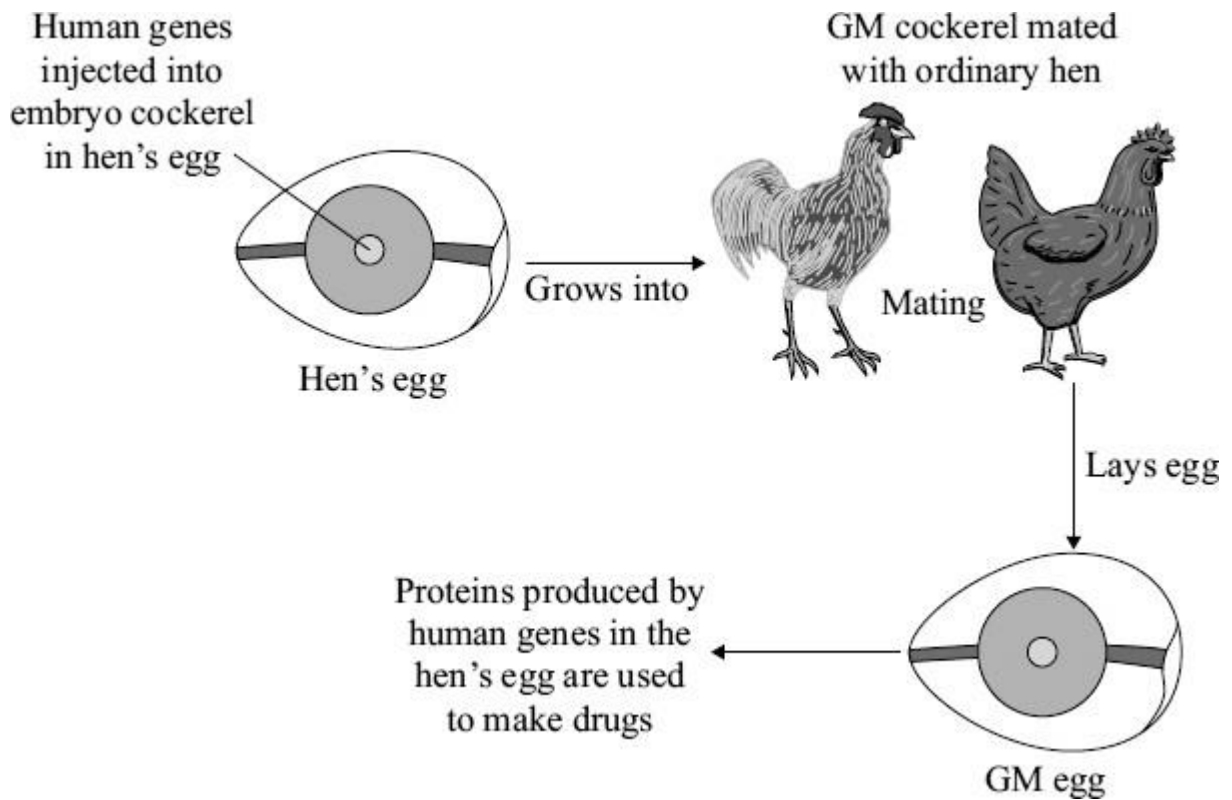 Human genes
injected into
embryo cockerel
in hen's egg
Hen's egg
Grows into
GM cockerel mated
with ordinary hen
Mating
Lays egg
GM egg
Proteins produced by
human genes in the
hen's egg are used
to make drugs